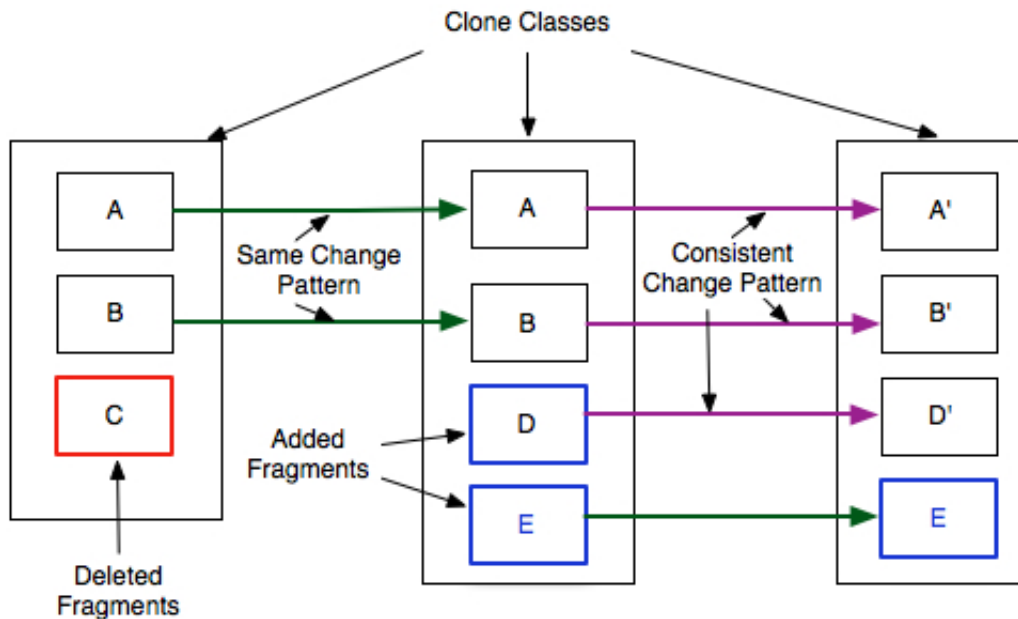 Clone Classes
A
A
A'
Same Change
Pattern
Consistent
Change Pattern
B
B
B'
C
D
D'
Added
Fragments
E
E
Deleted
Fragments